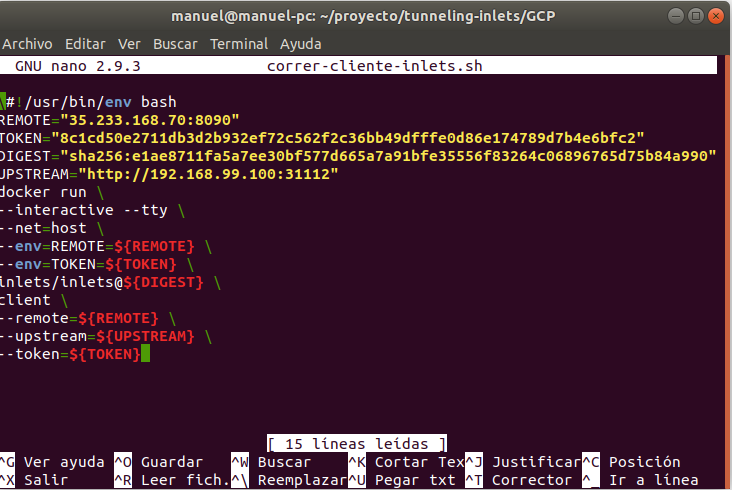 manuel@manuel-pc: ~/proyecto/tunneling-inlets/GCP
Archivo Editar Ver Buscar Terminal Ayuda
GNU nano 2.9.3 correr-cliente-inlets.sh
\#!/usr/bin/env bash
REMOTE="35.233.168.70:8090"
TOKEN="8c1cd50e2711db3d2b932ef72c562f2c36bb49dfffe0d86e174789d7b4e6bfc2"
DIGEST="sha256:e1ae8711fa5a7ee30bf577d665a7a91bfe35556f83264c06896765d75b84a990"
UPSTREAM="http://192.168.99.100:31112"
docker run \
--interactive --tty \
--net=host \
--env=REMOTE=${REMOTE} \
--env=TOKEN=${TOKEN} \
inlets/inlets@${DIGEST} \
client \
--remote=${REMOTE} \
--upstream=${UPSTREAM} \
--token=${TOKEN}
[ 15 líneas leídas ]
^G Ver ayuda ^O Guardar ^W Buscar ^K Cortar Tex^J Justificar^C Posición
^X Salir ^R Leer fich.^\ Reemplazar^U Pegar txt ^T Corrector ^_ Ir a línea